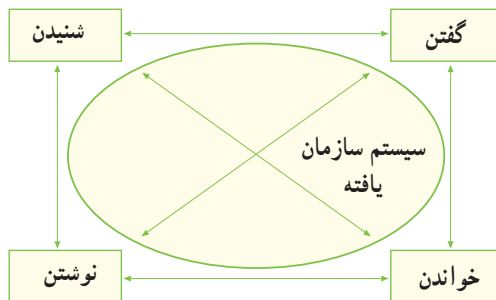 گفتن
شنیدن
سیستم سازمان
یافته
خواندن
نوشتن